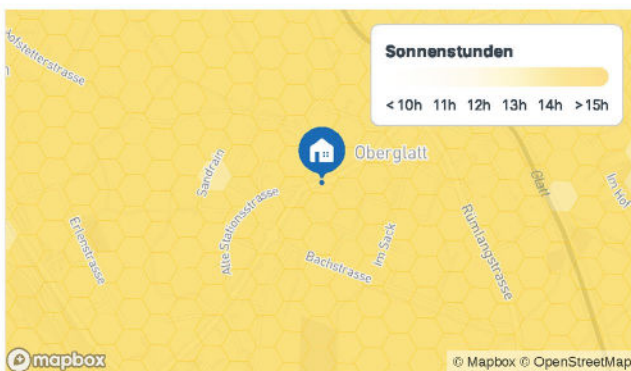 hofstetterstrasse
Sonnenstunden
< 10h 11h 12h 13h 14h > 15h
Oberglatt
Sandrain
Glatt
Im Hof
Alte Stationsstrasse
Erlenstrasse
Im Sack
Rümlangstrasse
Bachstrasse
mapbox
© Mapbox © OpenStreetMap